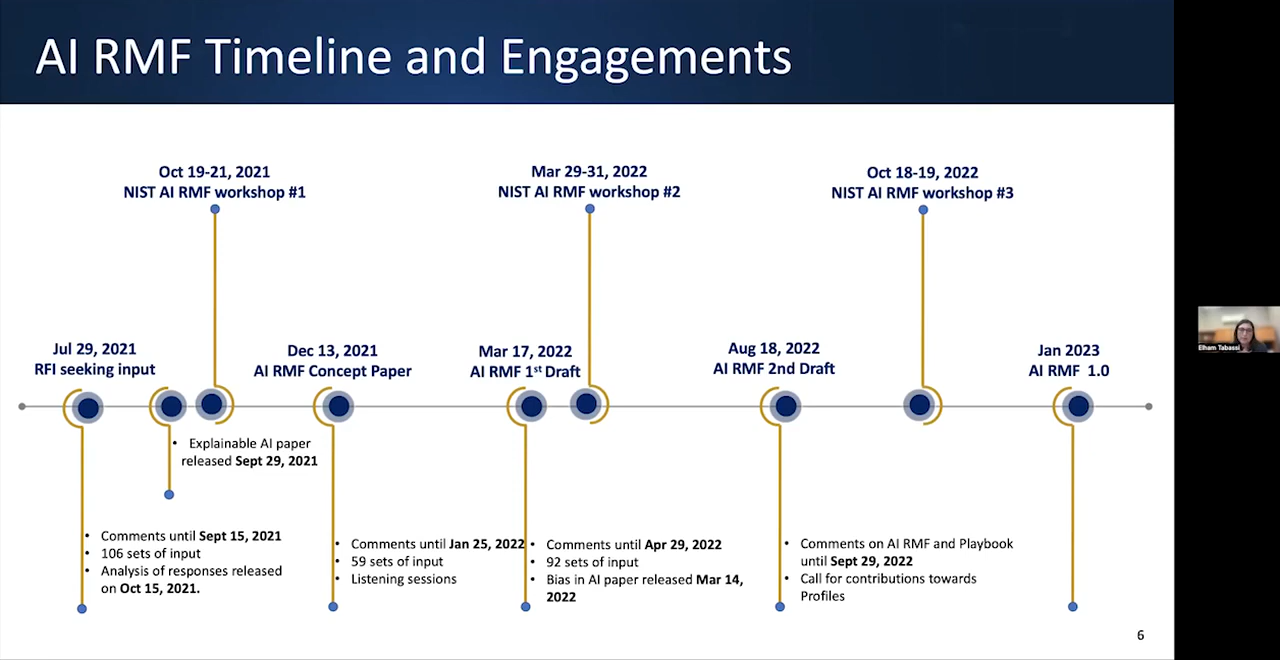 AI RMF Timeline and Engagements
Oct 19-21, 2021
NIST AI RMF workshop #1
Mar 29-31, 2022
NIST AI RMF workshop #2
Oct 18-19, 2022
NIST AI RMF workshop #3
Jul 29, 2021
RFI seeking input
Dec 13, 2021
AI RMF Concept Paper
Mar 17, 2022
AI RMF 1st Draft
Aug 18, 2022
AI RMF 2nd Draft
Jan 2023
AI RMF 1.0
• Explainable AI paper
released Sept 29, 2021
• Comments until Sept 15, 2021
• 106 sets of input
• Analysis of responses released
on Oct 15, 2021.
• Comments until Jan 25, 2022
• 59 sets of input
• Listening sessions
• Comments until Apr 29, 2022
• 92 sets of input
• Bias in AI paper released Mar 14,
2022
• Comments on AI RMF and Playbook
until Sept 29, 2022
• Call for contributions towards
Profiles
6
Elham Tabassi